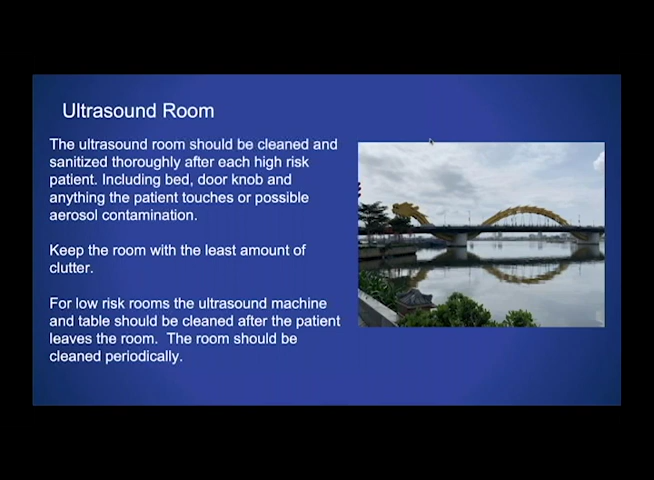 Ultrasound Room
The ultrasound room should be cleaned and
sanitized thoroughly after each high risk
patient. Including bed, door knob and
anything the patient touches or possible
aerosol contamination.
Keep the room with the least amount of
clutter.
For low risk rooms the ultrasound machine
and table should be cleaned after the patient
leaves the room.  The room should be
cleaned periodically.